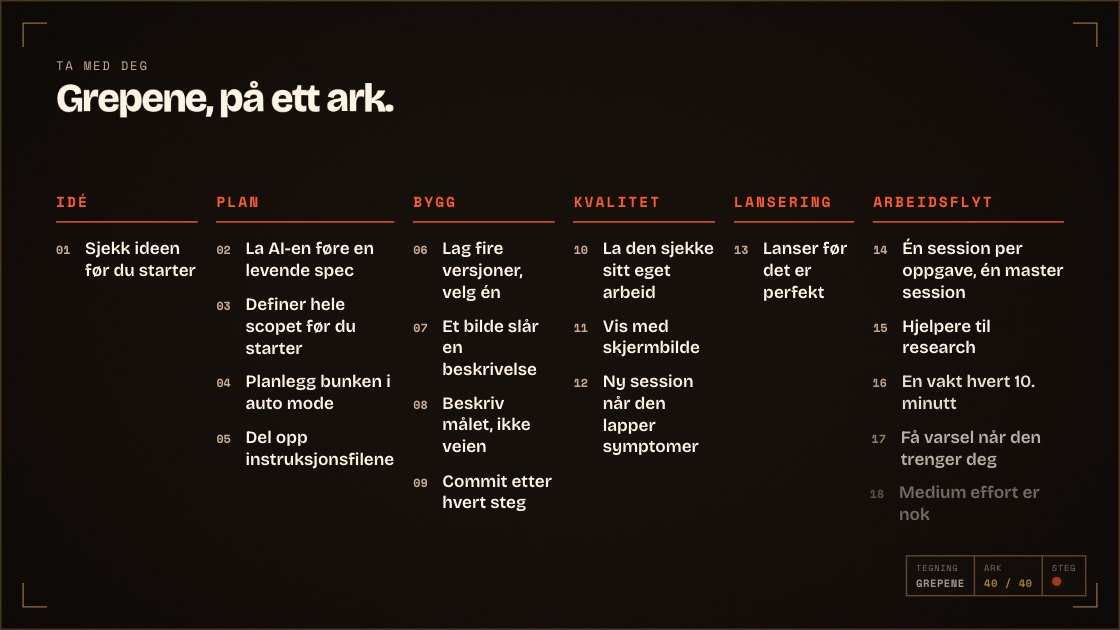 TA MED DEG
Grepene, på ett ark.
IDÉ
01 Sjekk ideen
før du starter
PLAN
02 La AI-en føre en
levende spec
03 Definer hele
scopet før du
starter
04 Planlegg bunken i
auto mode
05 Del opp
instruksjonsfilene
BYGG
06 Lag fire
versjoner,
velg én
07 Et bilde slår
en
beskrivelse
08 Beskriv
målet, ikke
veien
09 Commit etter
hvert steg
KVALITET
10 La den sjekke
sitt eget
arbeid
11 Vis med
skjermbilde
12 Ny session
når den
lapper
symptomer
LANSERING
13 Lanser før
det er
perfekt
ARBEIDSFLYT
14 Én session per
oppgave, én master
session
15 Hjelpere til
research
16 En vakt hvert 10.
minutt
17 Få varsel når den
trenger deg
18 Medium effort er
nok
TEGNING
GREPENE
ARK
40 / 40
STEG